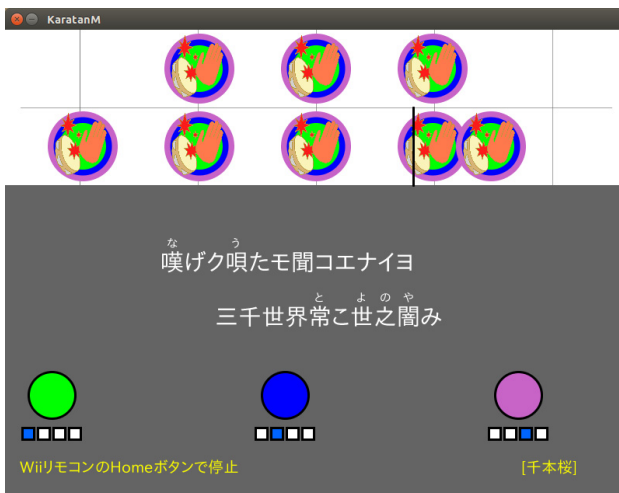 KaratanM
な う
嘆げク唄たモ聞コエナイヨ
と よ の や
三千世界常こ世之闇み
WiiリモコンのHomeボタンで停止
[千本桜]